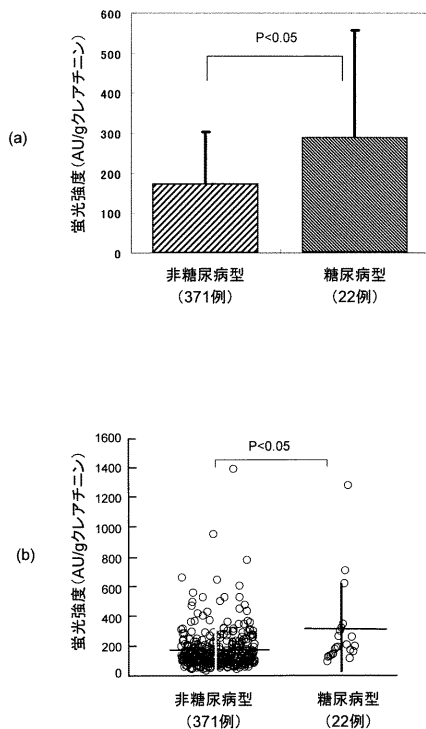 (a)
蛍光強度(AU/gクレアチニン)
600
500
400
300
200
100
0
P<0.05
非糖尿病型
(371例)
糖尿病型
(22例)
(b)
蛍光強度(AU/gクレアチニン)
1600
1400
1200
1000
800
600
400
200
0
P<0.05
非糖尿病型
(371例)
糖尿病型
(22例)